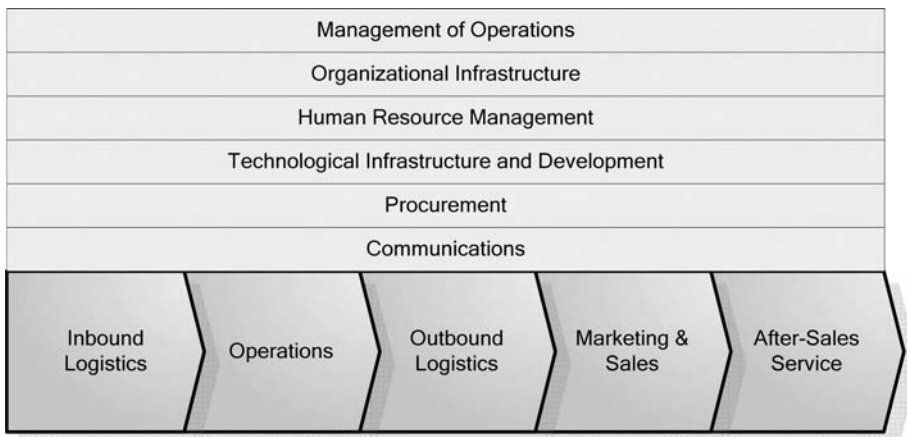 Management of Operations
Organizational Infrastructure
Human Resource Management
Technological Infrastructure and Development
Procurement
Communications
Inbound
Logistics
Operations
Outbound
Logistics
Marketing &
Sales
After-Sales
Service